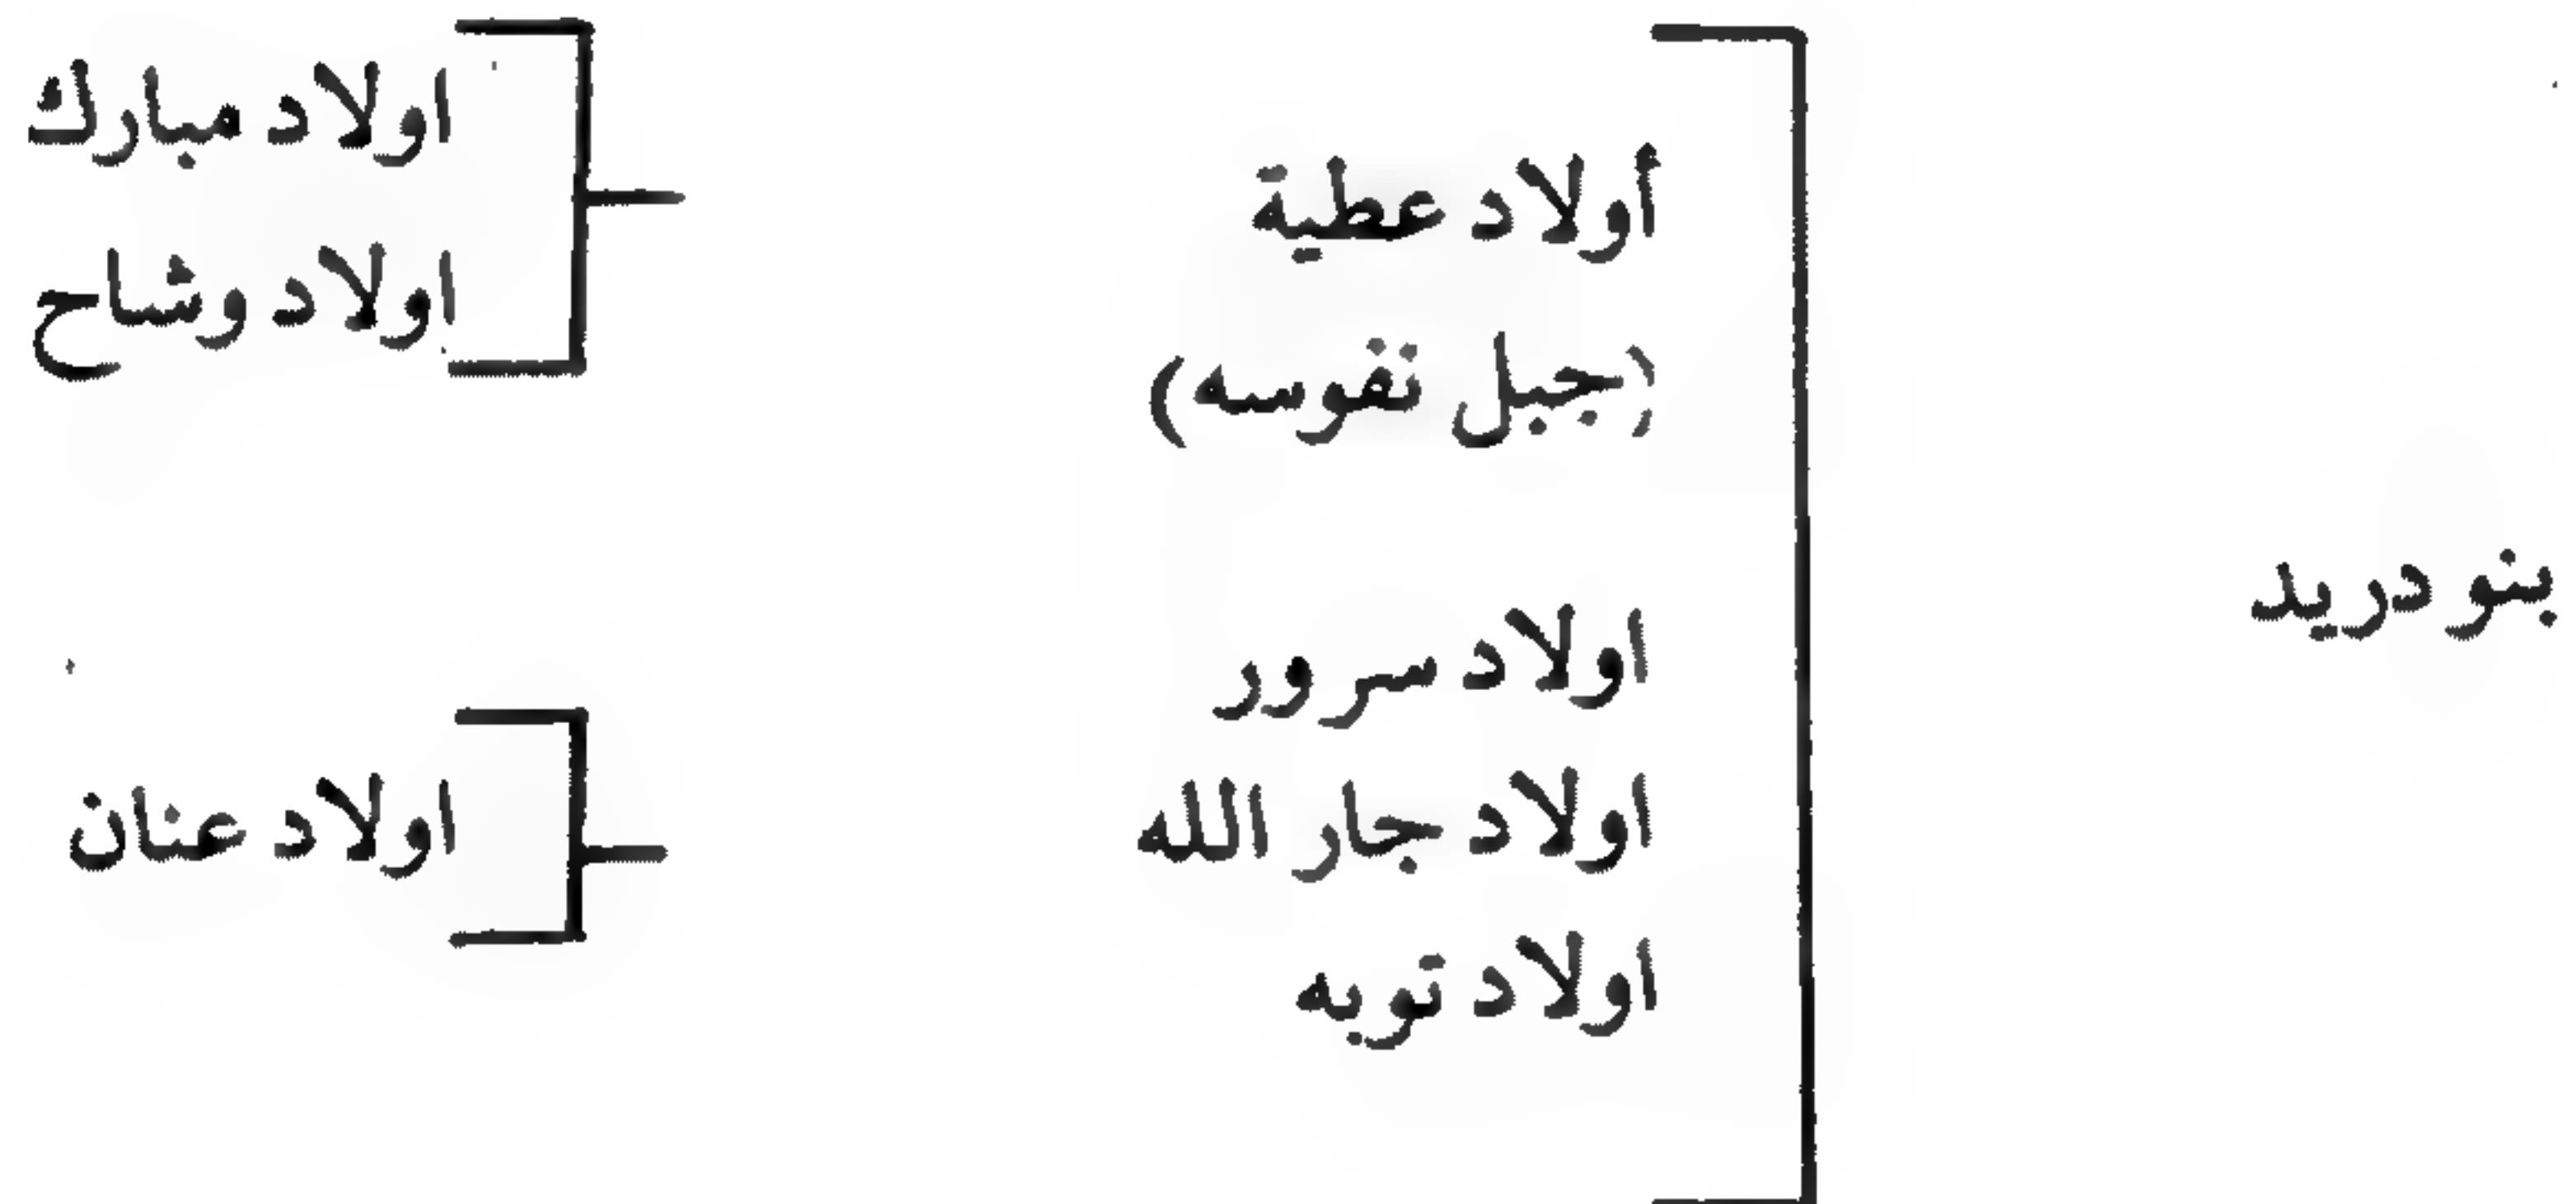 بنو دريد
أولاد عطية
(جبل نفوسه)
اولاد سرور
اولاد جار الله
اولاد توبه
اولاد مبارك
اولاد وشاح
اولاد عنان